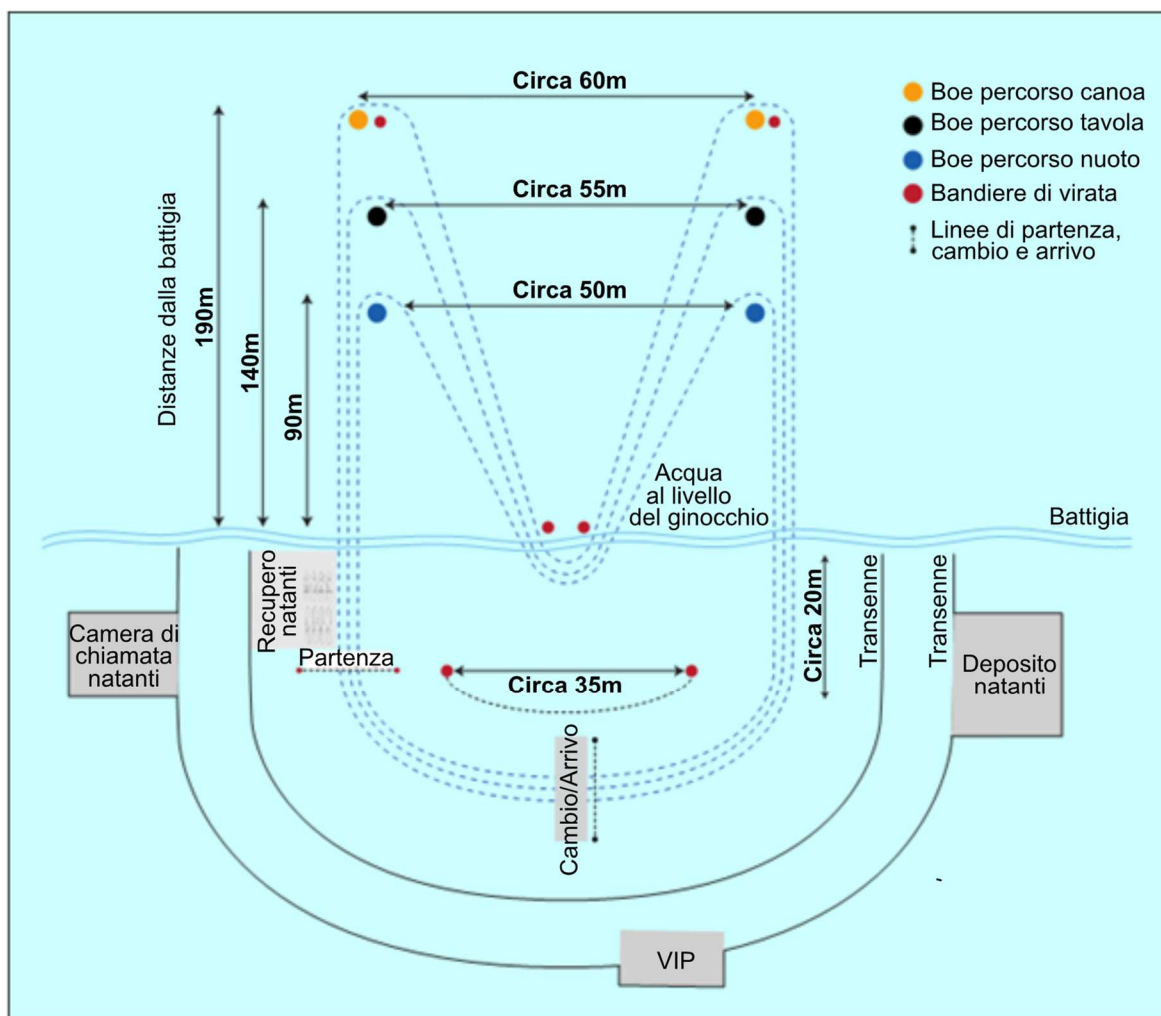 Circa 60m
Boe percorso canoa
Boe percorso tavola
Boe percorso nuoto
Bandiere di virata
Linee di partenza,
cambio e arrivo
Circa 55m
Circa 50m
Distanze dalla battigia
190m
140m
90m
Acqua
al livello
del ginocchio
Battigia
Recupero
natanti
Camera di
chiamata
natanti
Partenza
Circa 35m
Circa 20m
Transenne
Transenne
Deposito
natanti
Cambio/Arrivo
VIP